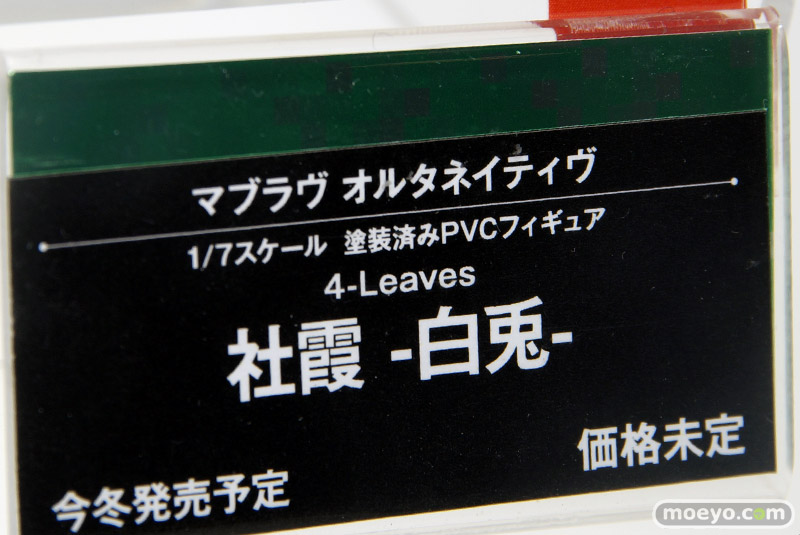 マブラヴ オルタネイティヴ
1/7スケール 塗装済みPVCフィギュア
4-Leaves
社霞 -白兎-
価格未定
今冬発売予定
moeyo.com